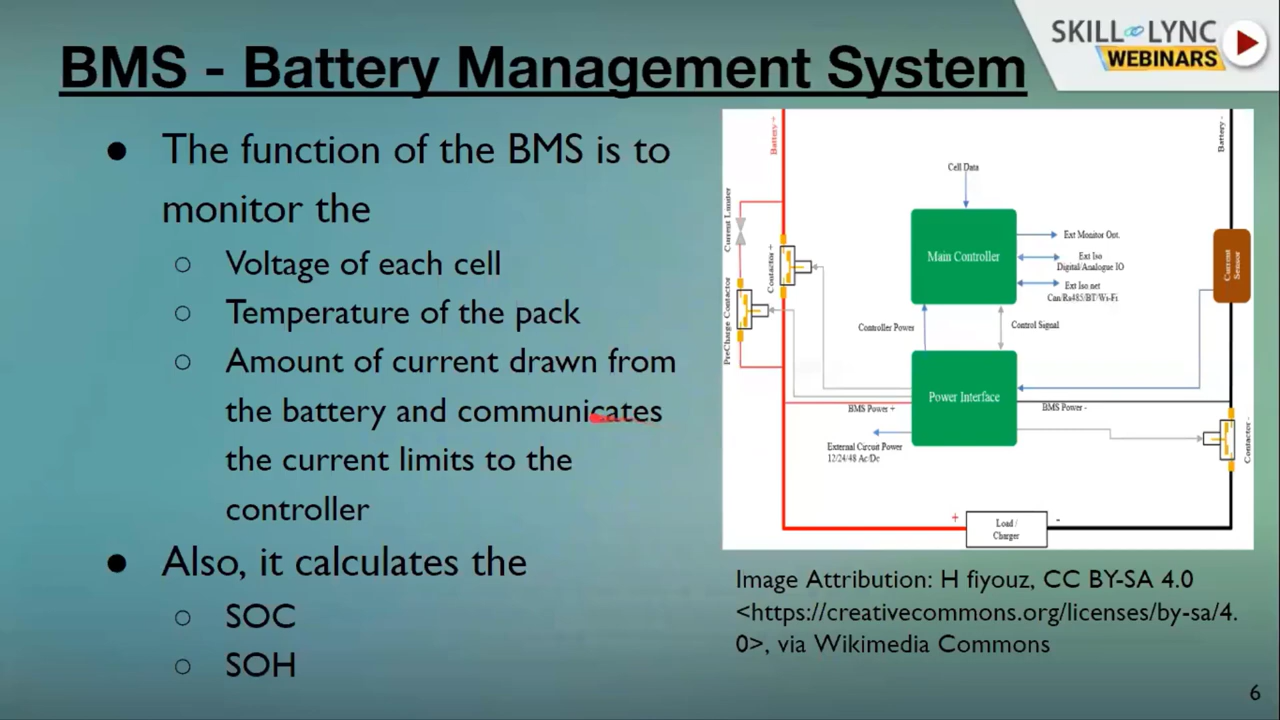 SKILL LYNC
WEBINARS
BMS - Battery Management System
● The function of the BMS is to
monitor the
○ Voltage of each cell
○ Temperature of the pack
○ Amount of current drawn from
the battery and communicates
the current limits to the
controller
● Also, it calculates the
○ SOC
○ SOH
Battery +
Battery -
Cell Data
Current Limiter
Contactor +
PreCharge Contactor
Main Controller
Ext Monitor Ont.
Ext Iso
Digital/Analogue IO
Ext Iso net
Can/Rs485/BT/Wi-Fi
Current
Sensor
Controller Power
Control Signal
Power Interface
BMS Power +
BMS Power -
External Circuit Power
12/24/48 Ac/Dc
Contactor -
+
Load /
Charger
-
Image Attribution: H fiyouz, CC BY-SA 4.0
<https://creativecommons.org/licenses/by-sa/4.
0>, via Wikimedia Commons
6